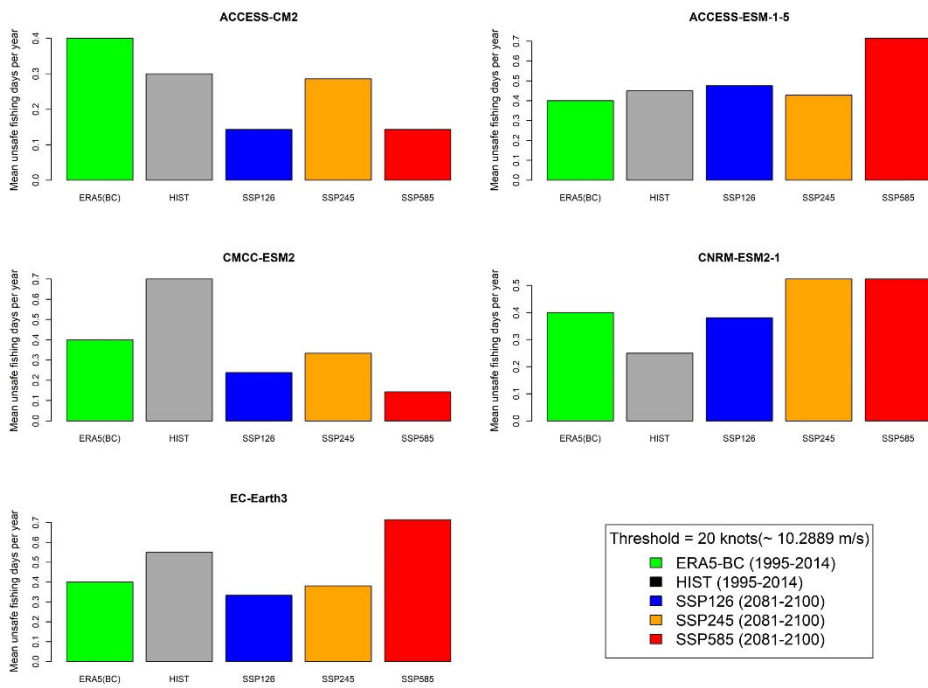 ACCESS-CM2
Mean unsafe fishing days per year
0.4
0.3
0.2
0.1
0.0
ERA5(BC) HIST SSP126 SSP245 SSP585
ACCESS-ESM-1-5
Mean unsafe fishing days per year
0.7
0.6
0.5
0.4
0.3
0.2
0.1
0.0
ERA5(BC) HIST SSP126 SSP245 SSP585
CMCC-ESM2
Mean unsafe fishing days per year
0.7
0.6
0.5
0.4
0.3
0.2
0.1
0.0
ERA5(BC) HIST SSP126 SSP245 SSP585
CNRM-ESM2-1
Mean unsafe fishing days per year
0.5
0.4
0.3
0.2
0.1
0.0
ERA5(BC) HIST SSP126 SSP245 SSP585
EC-Earth3
Mean unsafe fishing days per year
0.7
0.6
0.5
0.4
0.3
0.2
0.1
0.0
ERA5(BC) HIST SSP126 SSP245 SSP585
Threshold = 20 knots(~ 10.2889 m/s)
ERA5-BC (1995-2014)
HIST (1995-2014)
SSP126 (2081-2100)
SSP245 (2081-2100)
SSP585 (2081-2100)